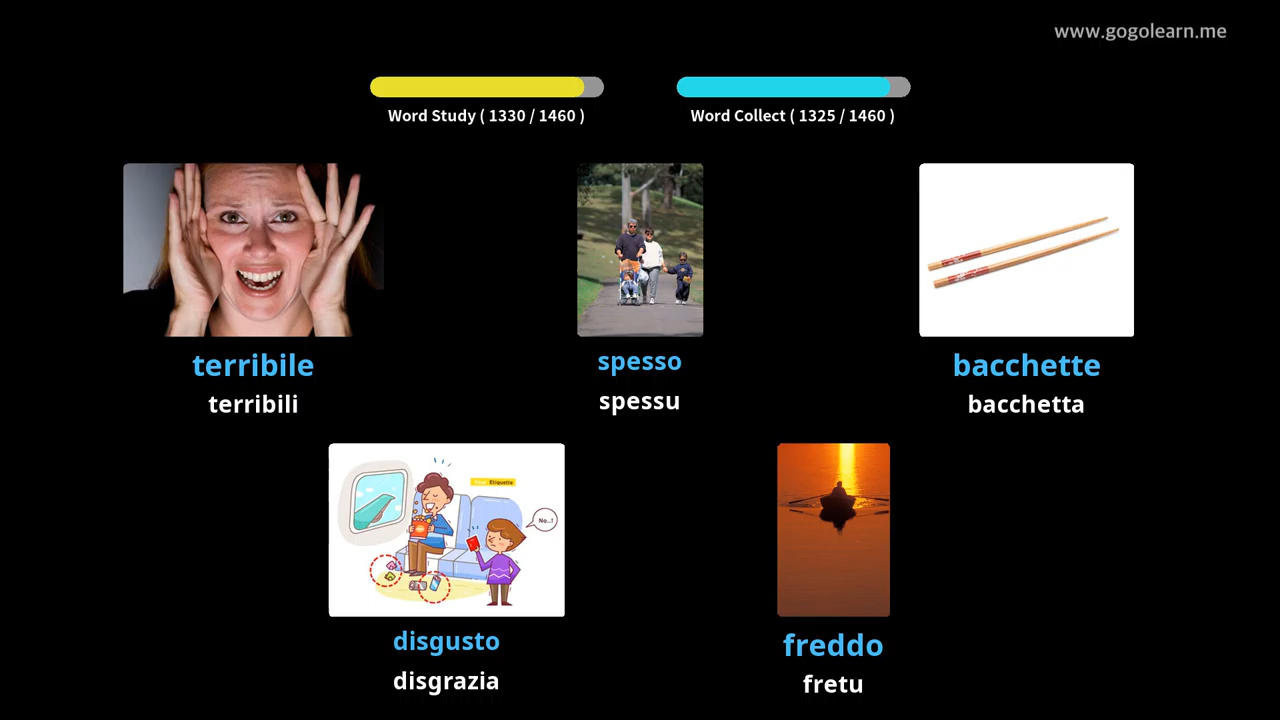 www.gogolearn.me
Word Study ( 1330 / 1460 )
Word Collect ( 1325 / 1460 )
terribile
terribili
spesso
spessu
bacchette
bacchetta
Etiquette
No..!
disgusto
disgrazia
freddo
fretu